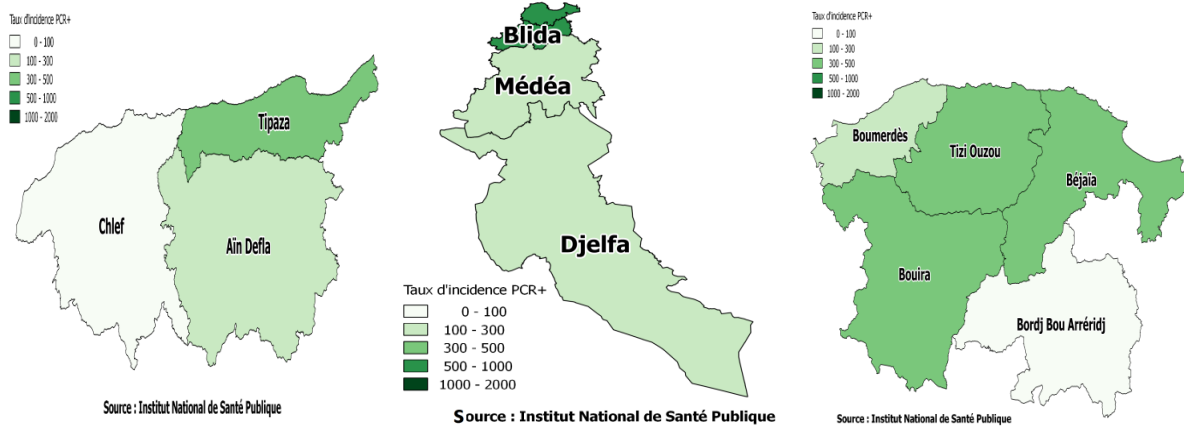 Taux d'incidence PCR+
0 - 100
100 - 300
300 - 500
500 - 1000
1000 - 2000
Tipaza
Chlef
Aïn Defla
Source : Institut National de Santé Publique
Blida
Médéa
Djelfa
Taux d'incidence PCR+
0 - 100
100 - 300
300 - 500
500 - 1000
1000 - 2000
Source : Institut National de Santé Publique
Taux d'incidence PCR+
0 - 100
100 - 300
300 - 500
500 - 1000
1000 - 2000
Boumerdès
Tizi Ouzou
Béjaïa
Bouira
Bordj Bou Arréridj
Source : Institut National de Santé Publique